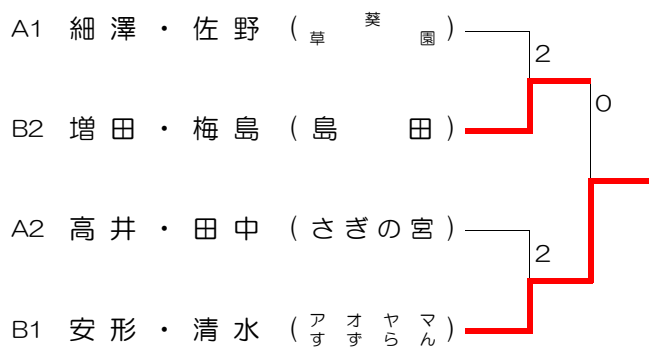 A1 細澤・佐野（草葵園）
2
0
B2 増田・梅島（島田）
A2 高井・田中（さぎの宮）
2
B1 安形・清水（アオヤマすずらん）